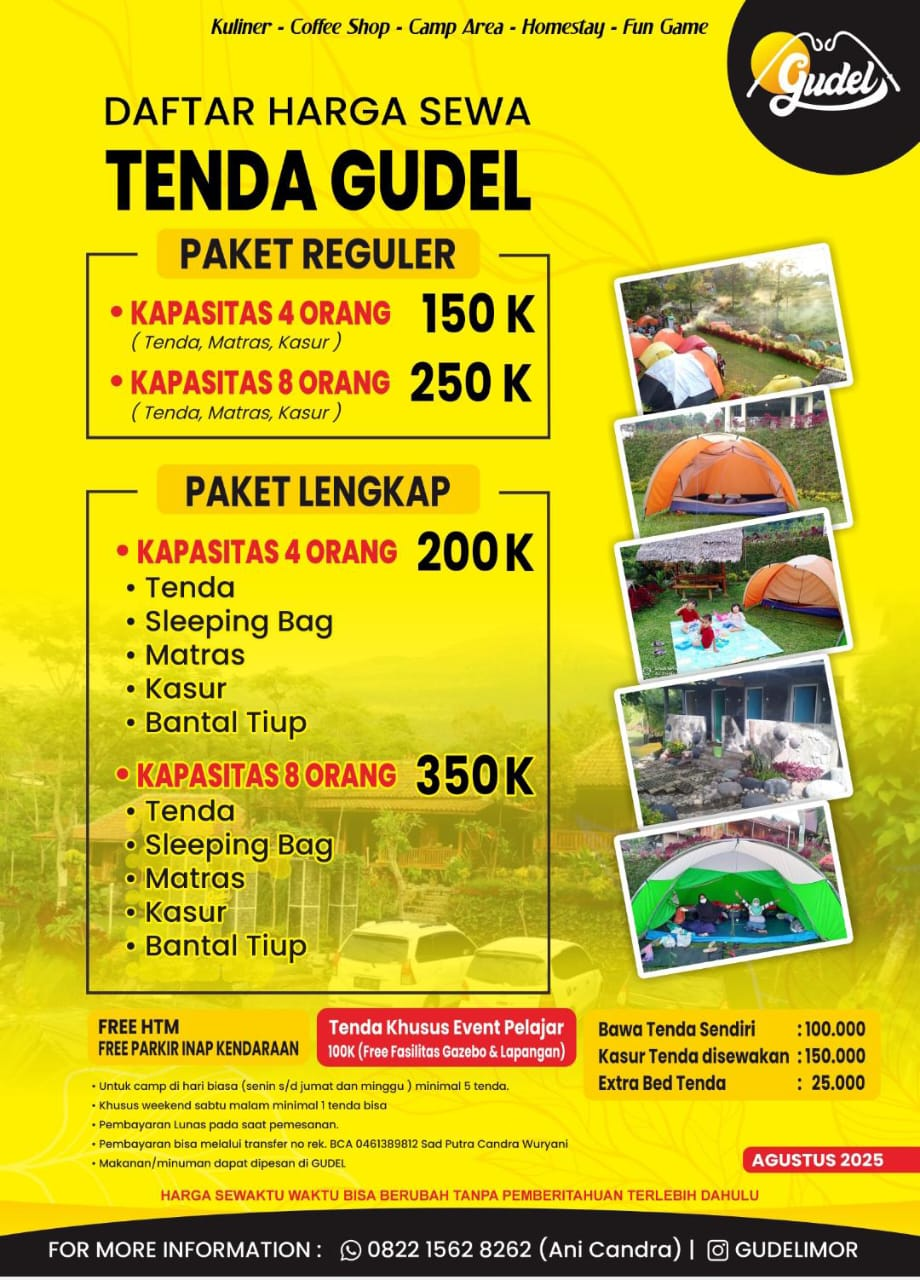 Kuliner - Coffee Shop - Camp Area - Homestay - Fun Game
Gudel
DAFTAR HARGA SEWA
TENDA GUDEL
PAKET REGULER
• KAPASITAS 4 ORANG 150 K
( Tenda, Matras, Kasur )
• KAPASITAS 8 ORANG 250 K
( Tenda, Matras, Kasur )
PAKET LENGKAP
• KAPASITAS 4 ORANG 200 K
• Tenda
• Sleeping Bag
• Matras
• Kasur
• Bantal Tiup
• KAPASITAS 8 ORANG 350 K
• Tenda
• Sleeping Bag
• Matras
• Kasur
• Bantal Tiup
FREE HTM
FREE PARKIR INAP KENDARAAN
Tenda Khusus Event Pelajar
100K (Free Fasilitas Gazebo & Lapangan)
Bawa Tenda Sendiri : 100.000
Kasur Tenda disewakan : 150.000
Extra Bed Tenda : 25.000
• Untuk camp di hari biasa (senin s/d jumat dan minggu ) minimal 5 tenda.
• Khusus weekend sabtu malam minimal 1 tenda bisa
• Pembayaran Lunas pada saat pemesanan.
• Pembayaran bisa melalui transfer no rek. BCA 0461389812 Sad Putra Candra Wuryani
• Makanan/minuman dapat dipesan di GUDEL
AGUSTUS 2025
HARGA SEWAKTU WAKTU BISA BERUBAH TANPA PEMBERITAHUAN TERLEBIH DAHULU
FOR MORE INFORMATION : 0822 1562 8262 (Ani Candra) | GUDELIMOR